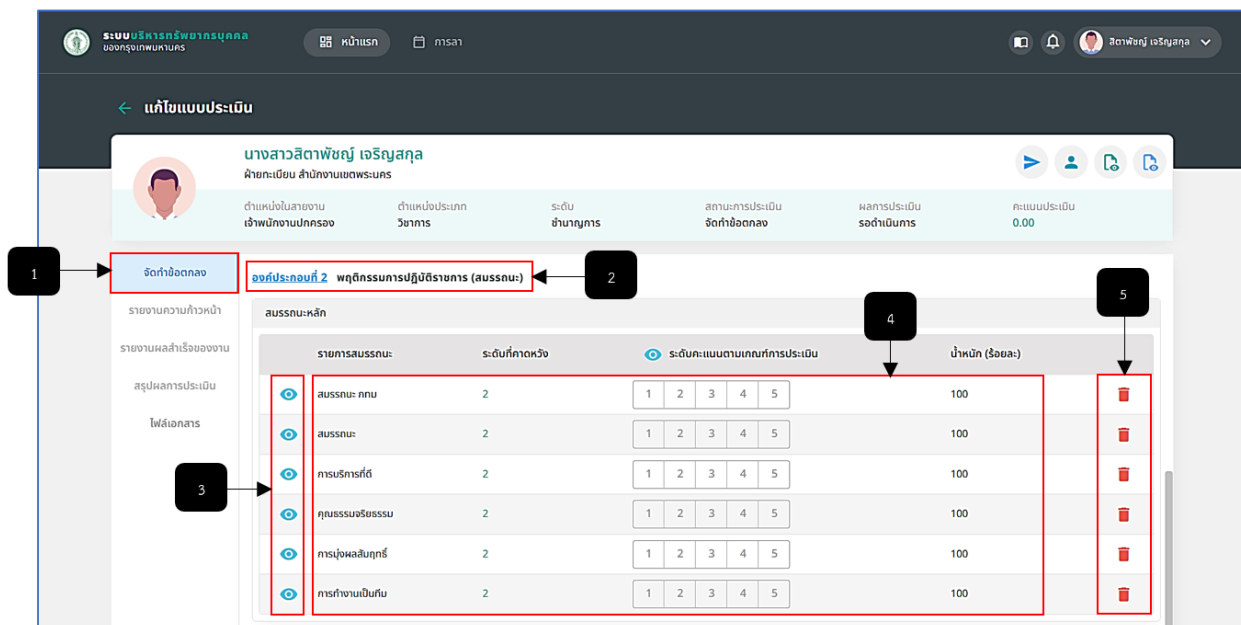 ระบบบริหารทรัพยากรบุคคล
ของกรุงเทพมหานคร
หน้าแรก
การลา
สิตาพัชญ์ เจริญสกุล
แก้ไขแบบประเมิน
นางสาวสิตาพัชญ์ เจริญสกุล
ฝ่ายทะเบียน สำนักงานเขตพระนคร
ตำแหน่งในสายงาน ตำแหน่งประเภท ระดับ สถานะการประเมิน ผลการประเมิน คะแนนประเมิน
เจ้าพนักงานปกครอง วิชาการ ชำนาญการ จัดทำข้อตกลง รอดำเนินการ 0.00
1
จัดทำข้อตกลง
รายงานความก้าวหน้า
รายงานผลสำเร็จของงาน
สรุปผลการประเมิน
ไฟล์เอกสาร
องค์ประกอบที่ 2 พฤติกรรมการปฏิบัติราชการ (สมรรถนะ)
2
สมรรถนะหลัก
4
5
รายการสมรรถนะ ระดับที่คาดหวัง ระดับคะแนนตามเกณฑ์การประเมิน น้ำหนัก (ร้อยละ)
สมรรถนะ กทม 2 1 2 3 4 5 100
สมรรถนะ 2 1 2 3 4 5 100
การบริการที่ดี 2 1 2 3 4 5 100
3
คุณธรรมจริยธรรม 2 1 2 3 4 5 100
การมุ่งผลสัมฤทธิ์ 2 1 2 3 4 5 100
การทำงานเป็นทีม 2 1 2 3 4 5 100